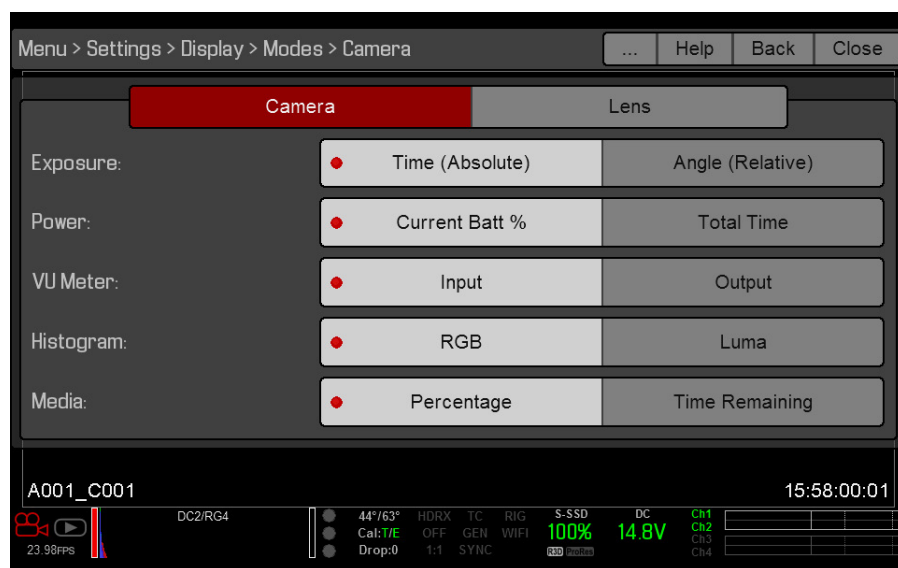 Menu > Settings > Display > Modes > Camera ... Help Back Close
Camera Lens
Exposure: Time (Absolute) Angle (Relative)
Power: Current Batt % Total Time
VU Meter: Input Output
Histogram: RGB Luma
Media: Percentage Time Remaining
A001_C001 15:58:00:01
DC2/RG4 44°/63° HDRX TC RIG S-SSD DC Ch1
Cal:T/E OFF GEN WIFI 100% 14.8V Ch2
23.98FPS Drop:0 1:1 SYNC R3D ProRes Ch3
Ch4